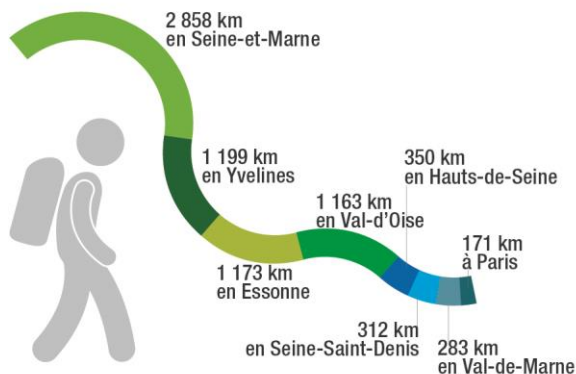 2 858 km
en Seine-et-Marne
1 199 km
en Yvelines
1 173 km
en Essonne
1 163 km
en Val-d'Oise
350 km
en Hauts-de-Seine
312 km
en Seine-Saint-Denis
283 km
en Val-de-Marne
171 km
à Paris